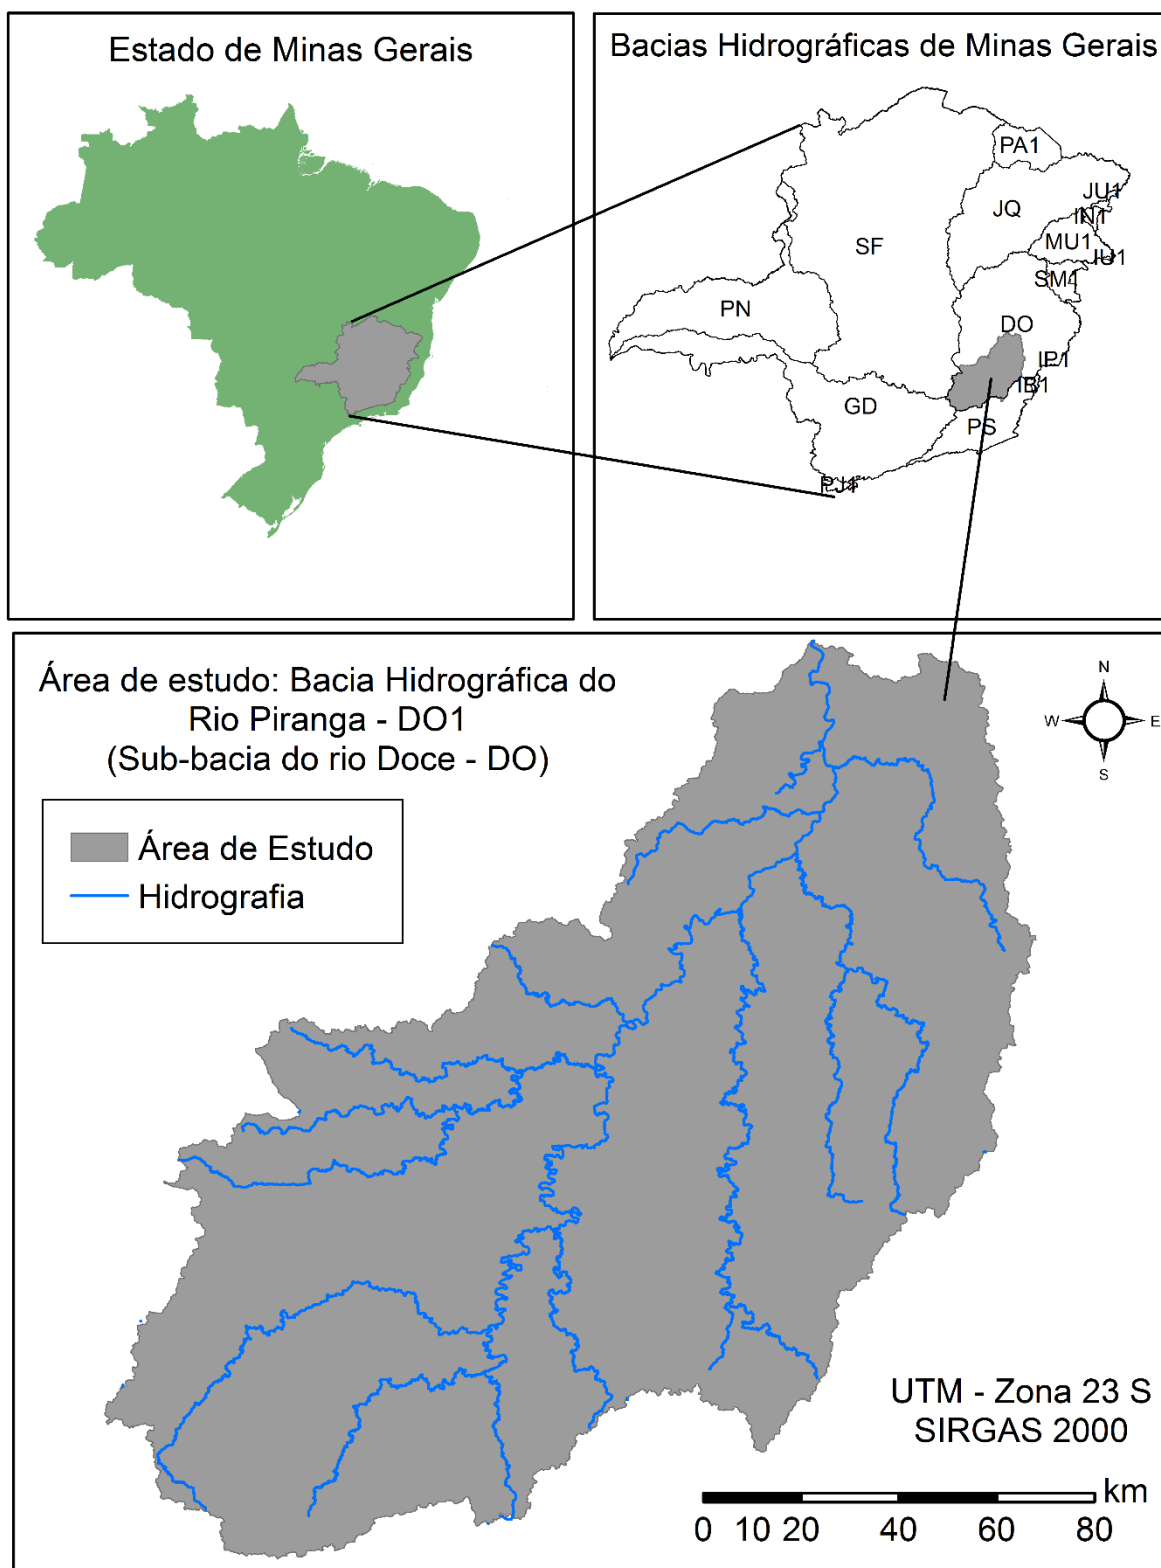 Estado de Minas Gerais
Bacias Hidrográficas de Minas Gerais
PA1
JU1
JQ
IN1
MU1
SF
IU1
SM4
PN
DO
IP1
IB1
GD
PS
PJ1
Área de estudo: Bacia Hidrográfica do
Rio Piranga - DO1
(Sub-bacia do rio Doce - DO)
N
W
E
S
Área de Estudo
Hidrografia
UTM - Zona 23 S
SIRGAS 2000
km
0 10 20 40 60 80